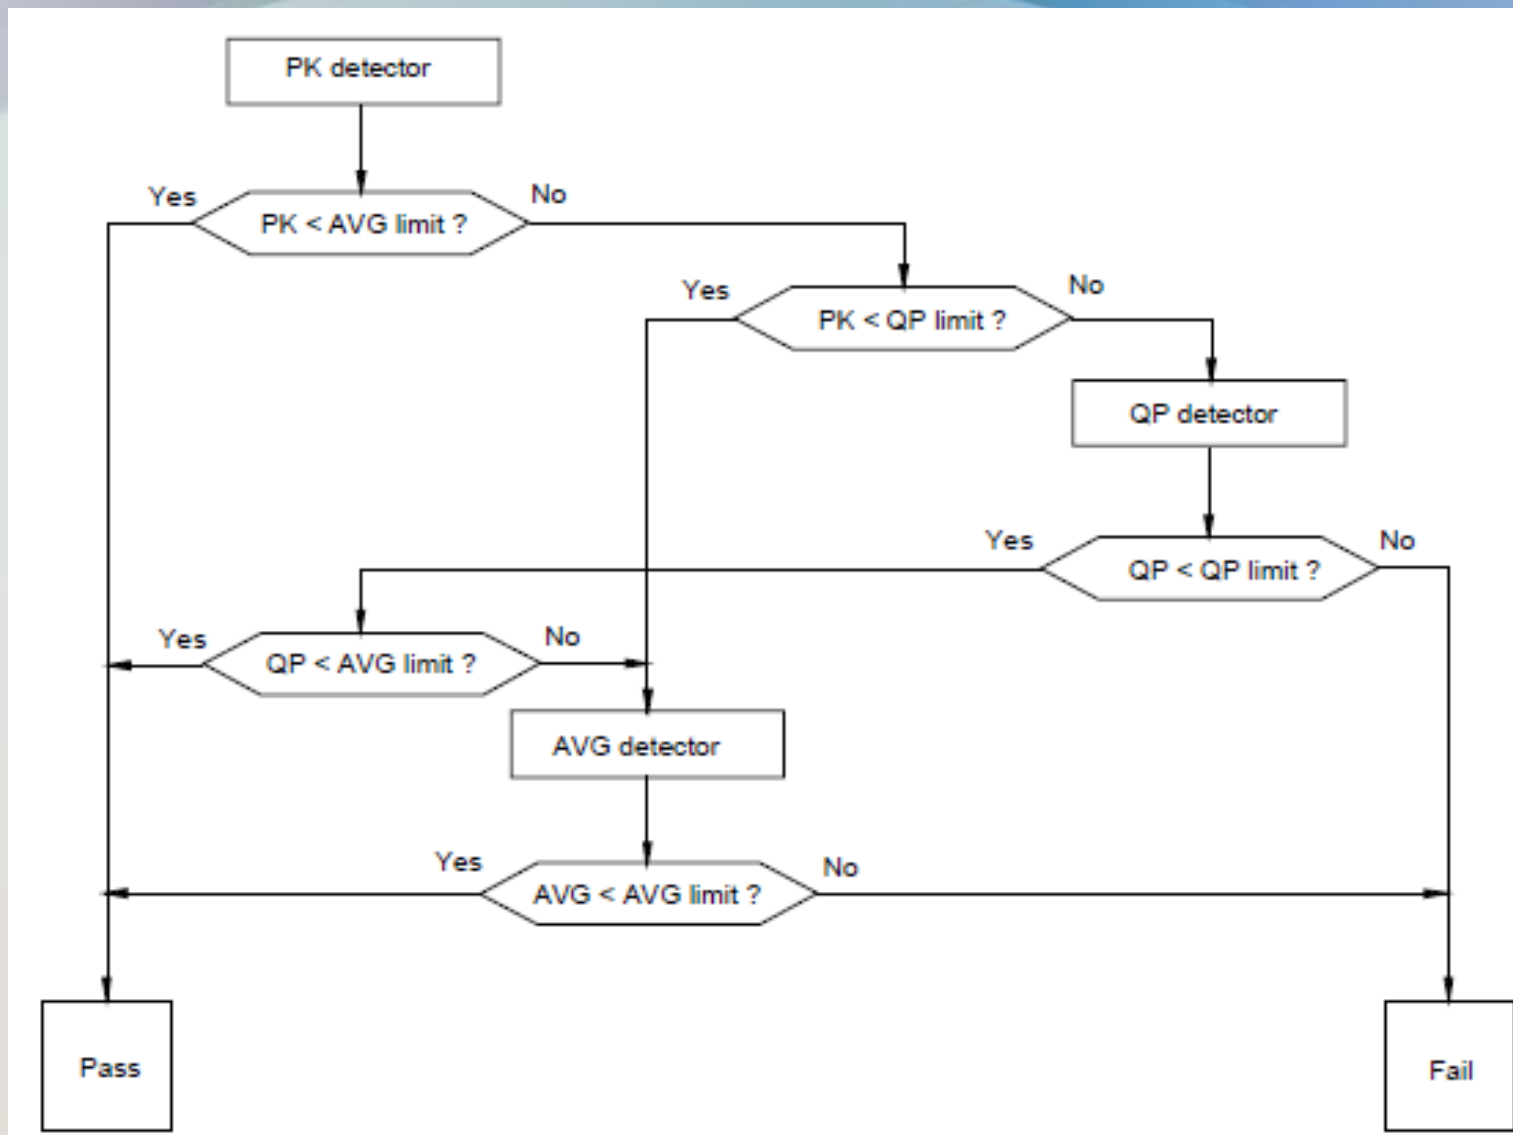 PK detector
Yes
PK < AVG limit ?
No
Yes
PK < QP limit ?
No
QP detector
Yes
QP < QP limit ?
No
Yes
QP < AVG limit ?
No
AVG detector
Yes
AVG < AVG limit ?
No
Pass
Fail